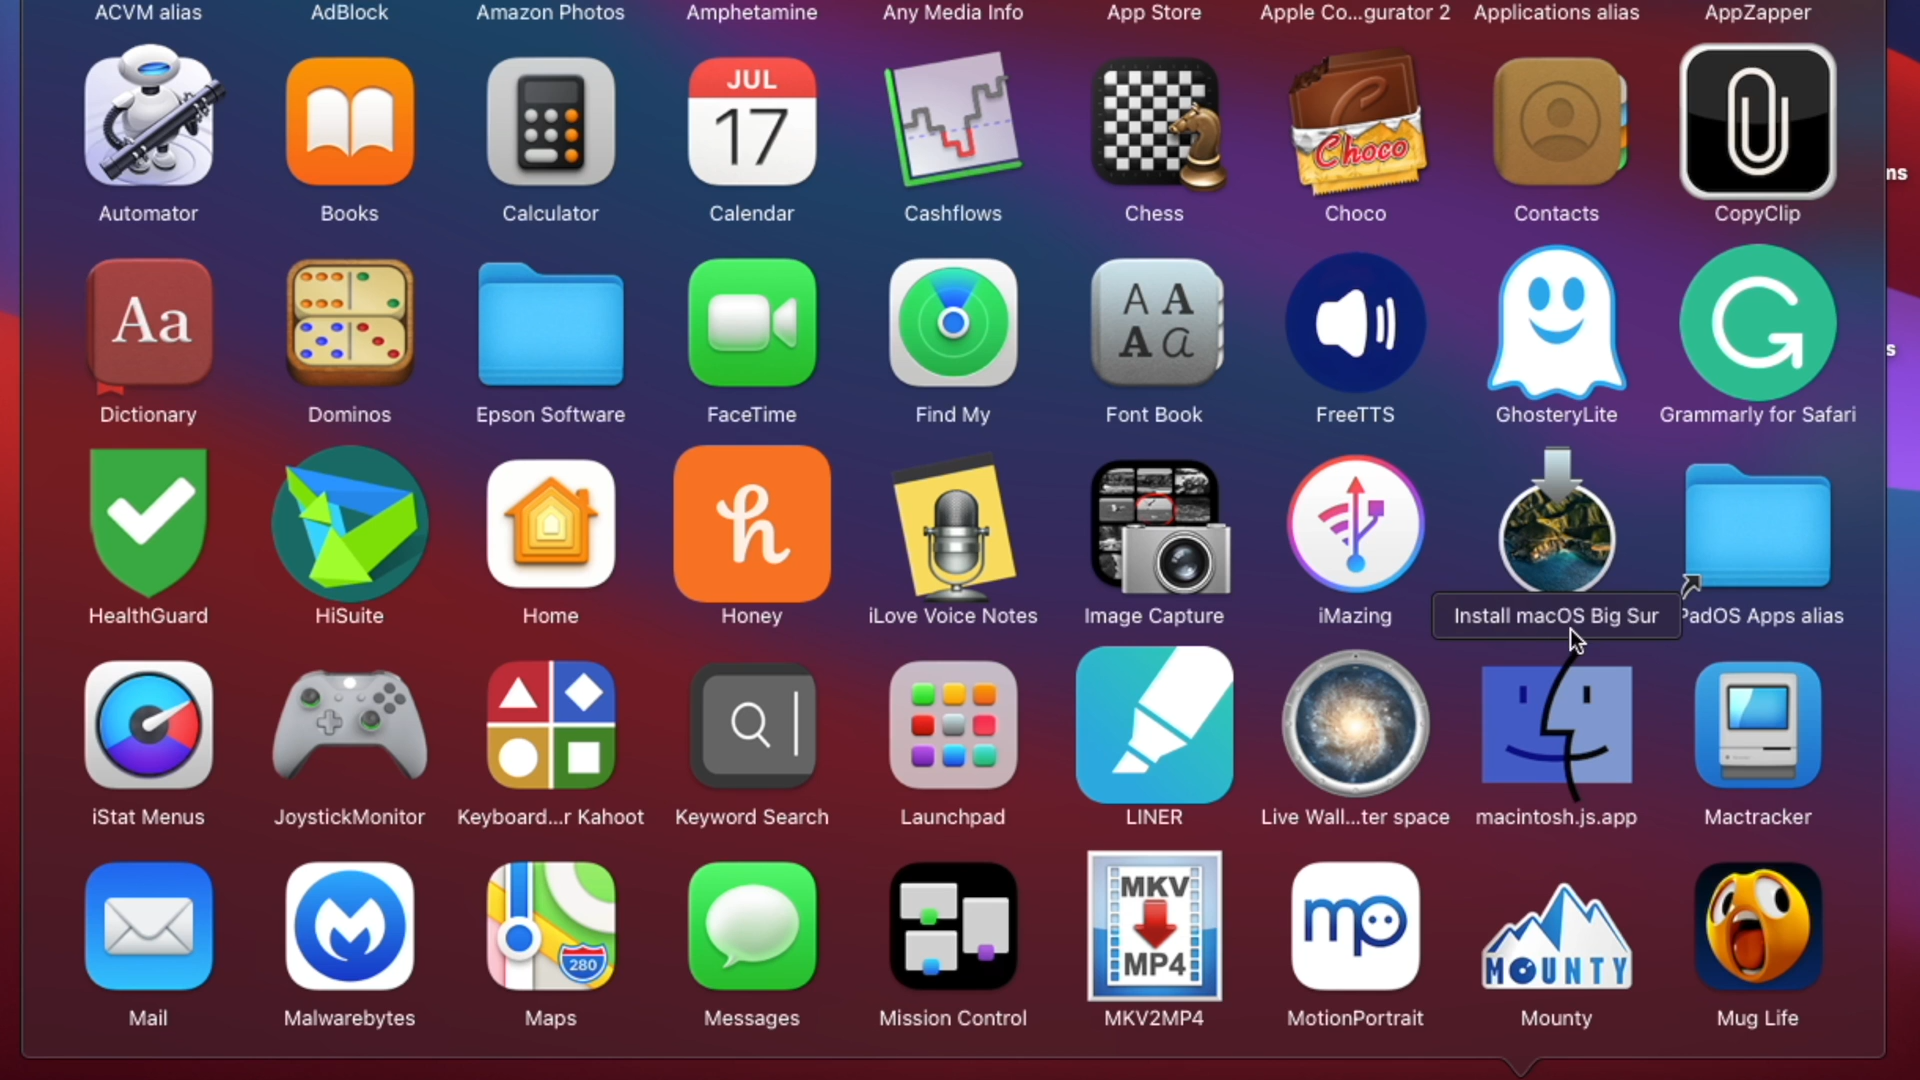 ACVM alias
AdBlock
Amazon Photos
Amphetamine
Any Media Info
App Store
Apple Co...gurator 2
Applications alias
AppZapper
JUL
17
Choco
Automator
Books
Calculator
Calendar
Cashflows
Chess
Choco
Contacts
CopyClip
ns
Aa
A A
A a
G
Dictionary
Dominos
Epson Software
FaceTime
Find My
Font Book
FreeTTS
GhosteryLite
Grammarly for Safari
s
h
HealthGuard
HiSuite
Home
Honey
iLove Voice Notes
Image Capture
iMazing
Install macOS Big Sur
PadOS Apps alias
iStat Menus
JoystickMonitor
Keyboard...r Kahoot
Keyword Search
Launchpad
LINER
Live Wall...ter space
macintosh.js.app
Mactracker
280
MKV
MP4
mp
MOUNTY
Mail
Malwarebytes
Maps
Messages
Mission Control
MKV2MP4
MotionPortrait
Mounty
Mug Life